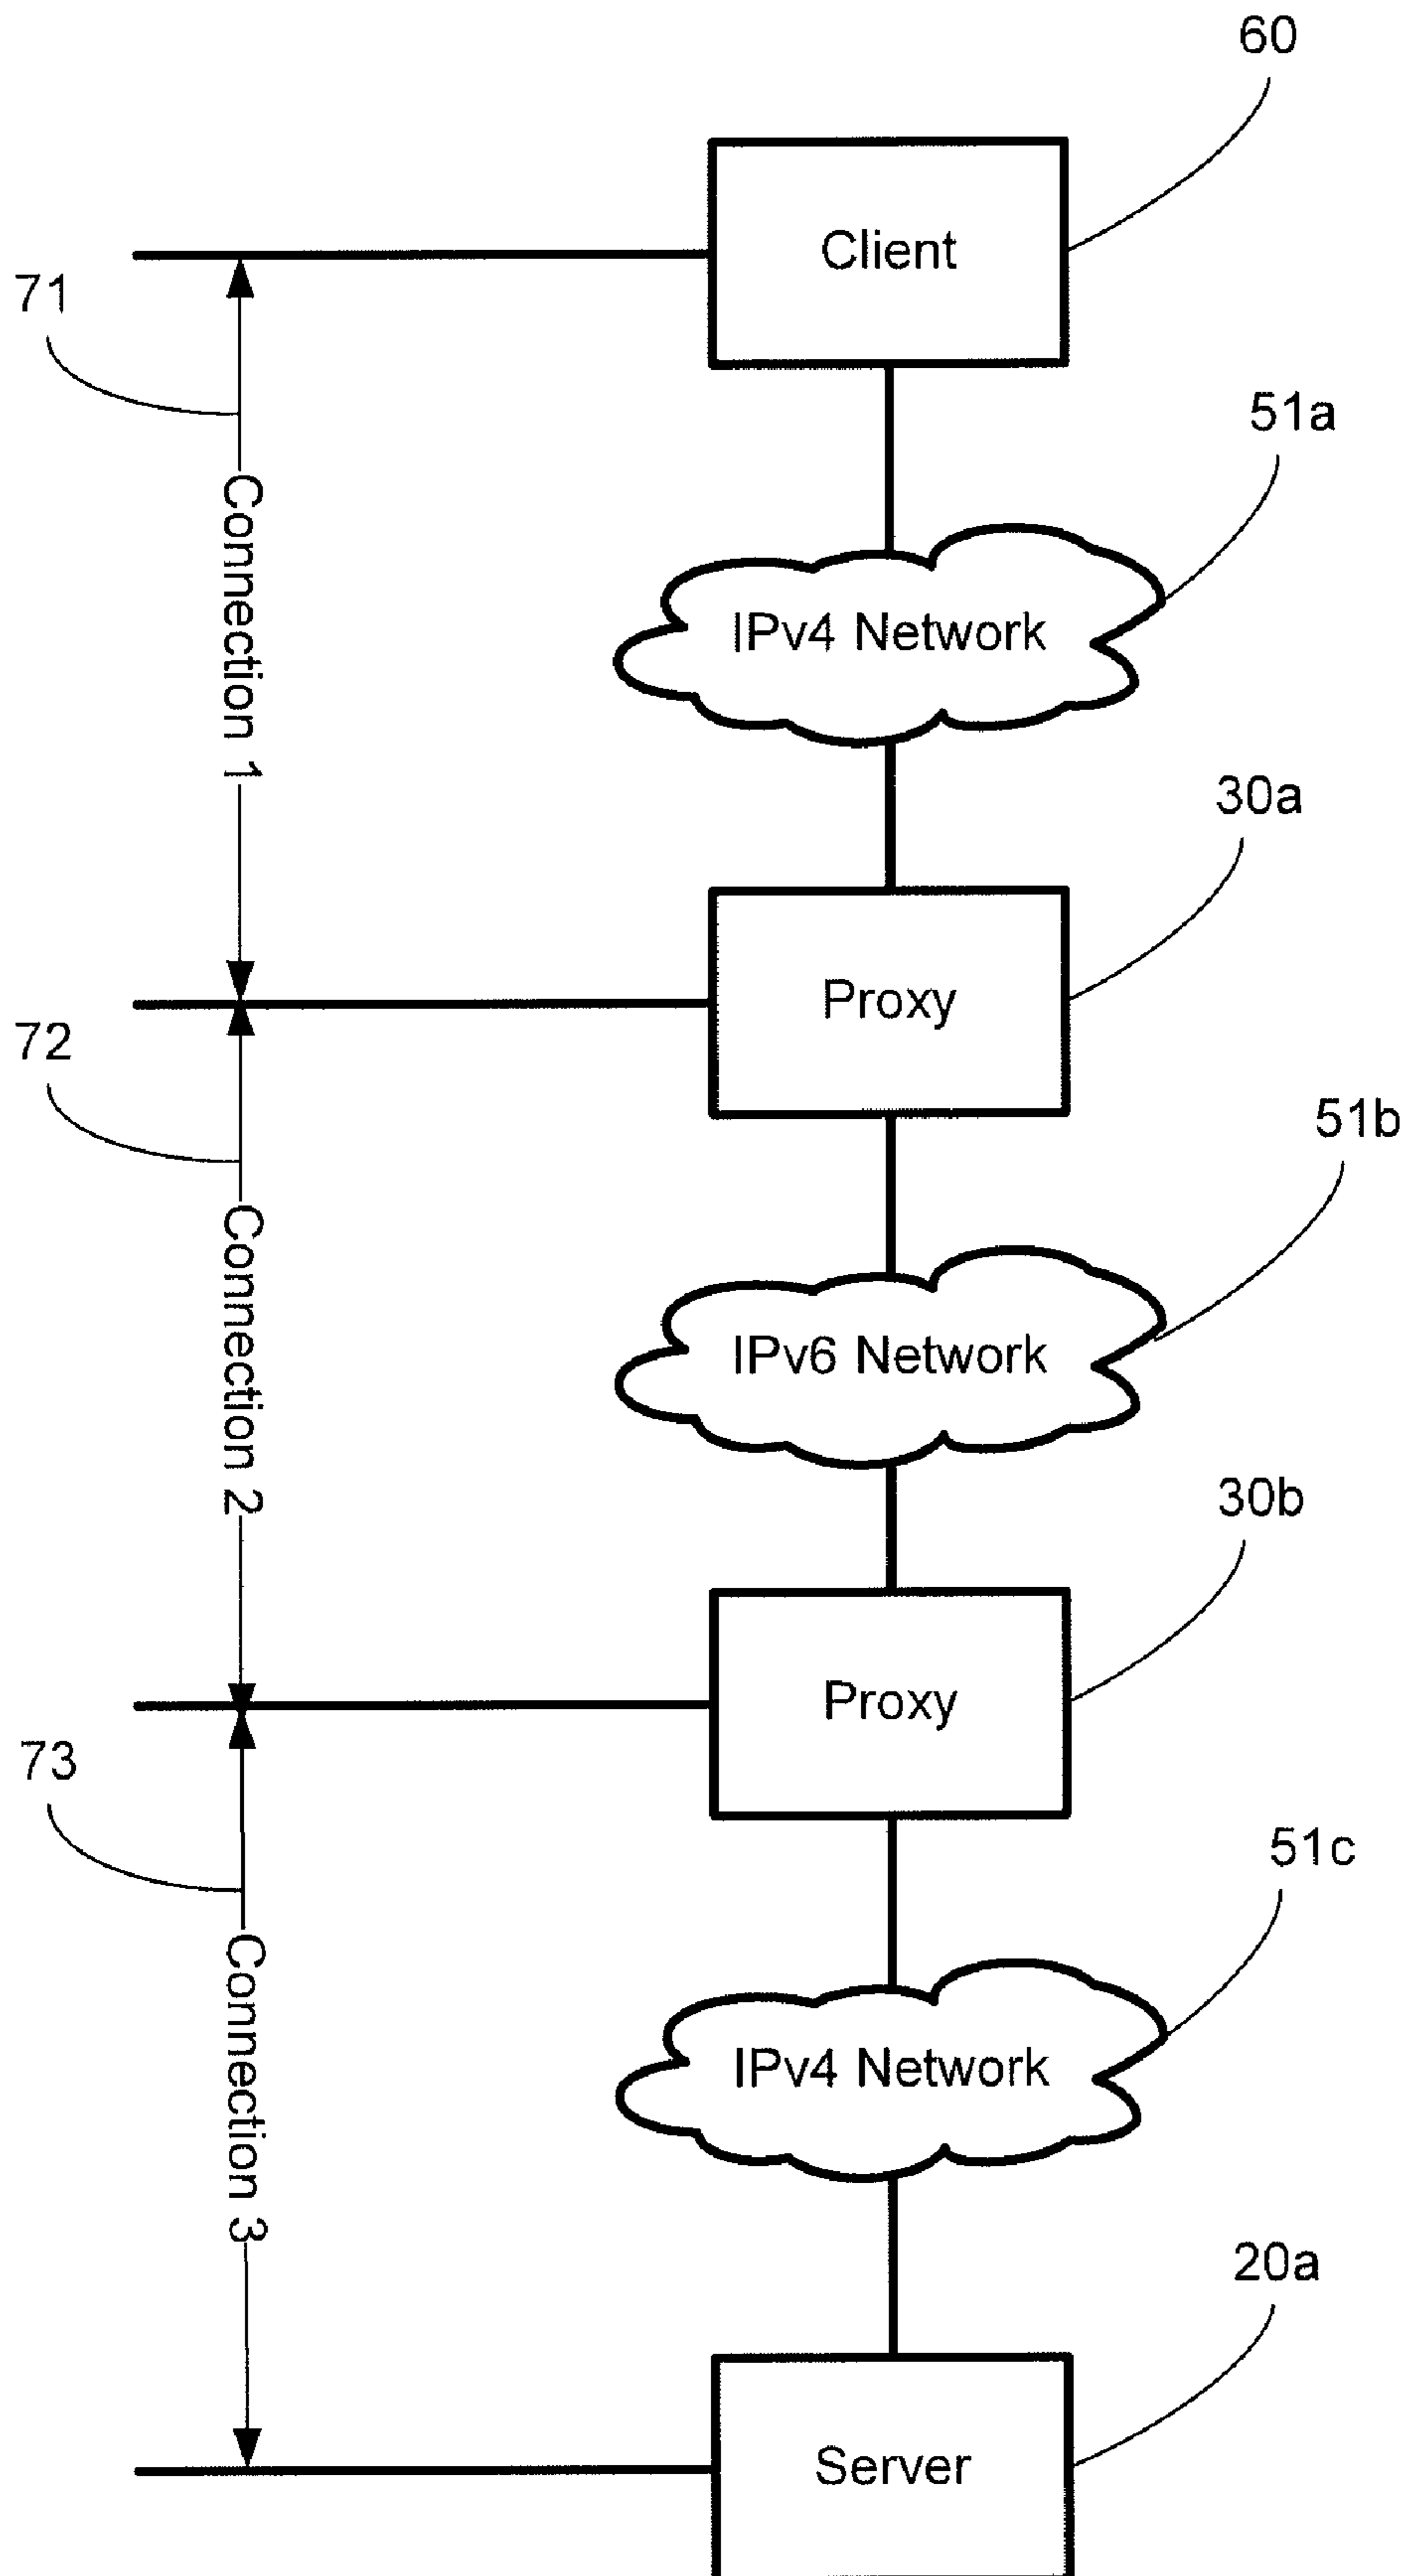 60
Client
71
51a
Connection 1
IPv4 Network
30a
Proxy
72
51b
Connection 2
IPv6 Network
30b
Proxy
73
51c
Connection 3
IPv4 Network
20a
Server